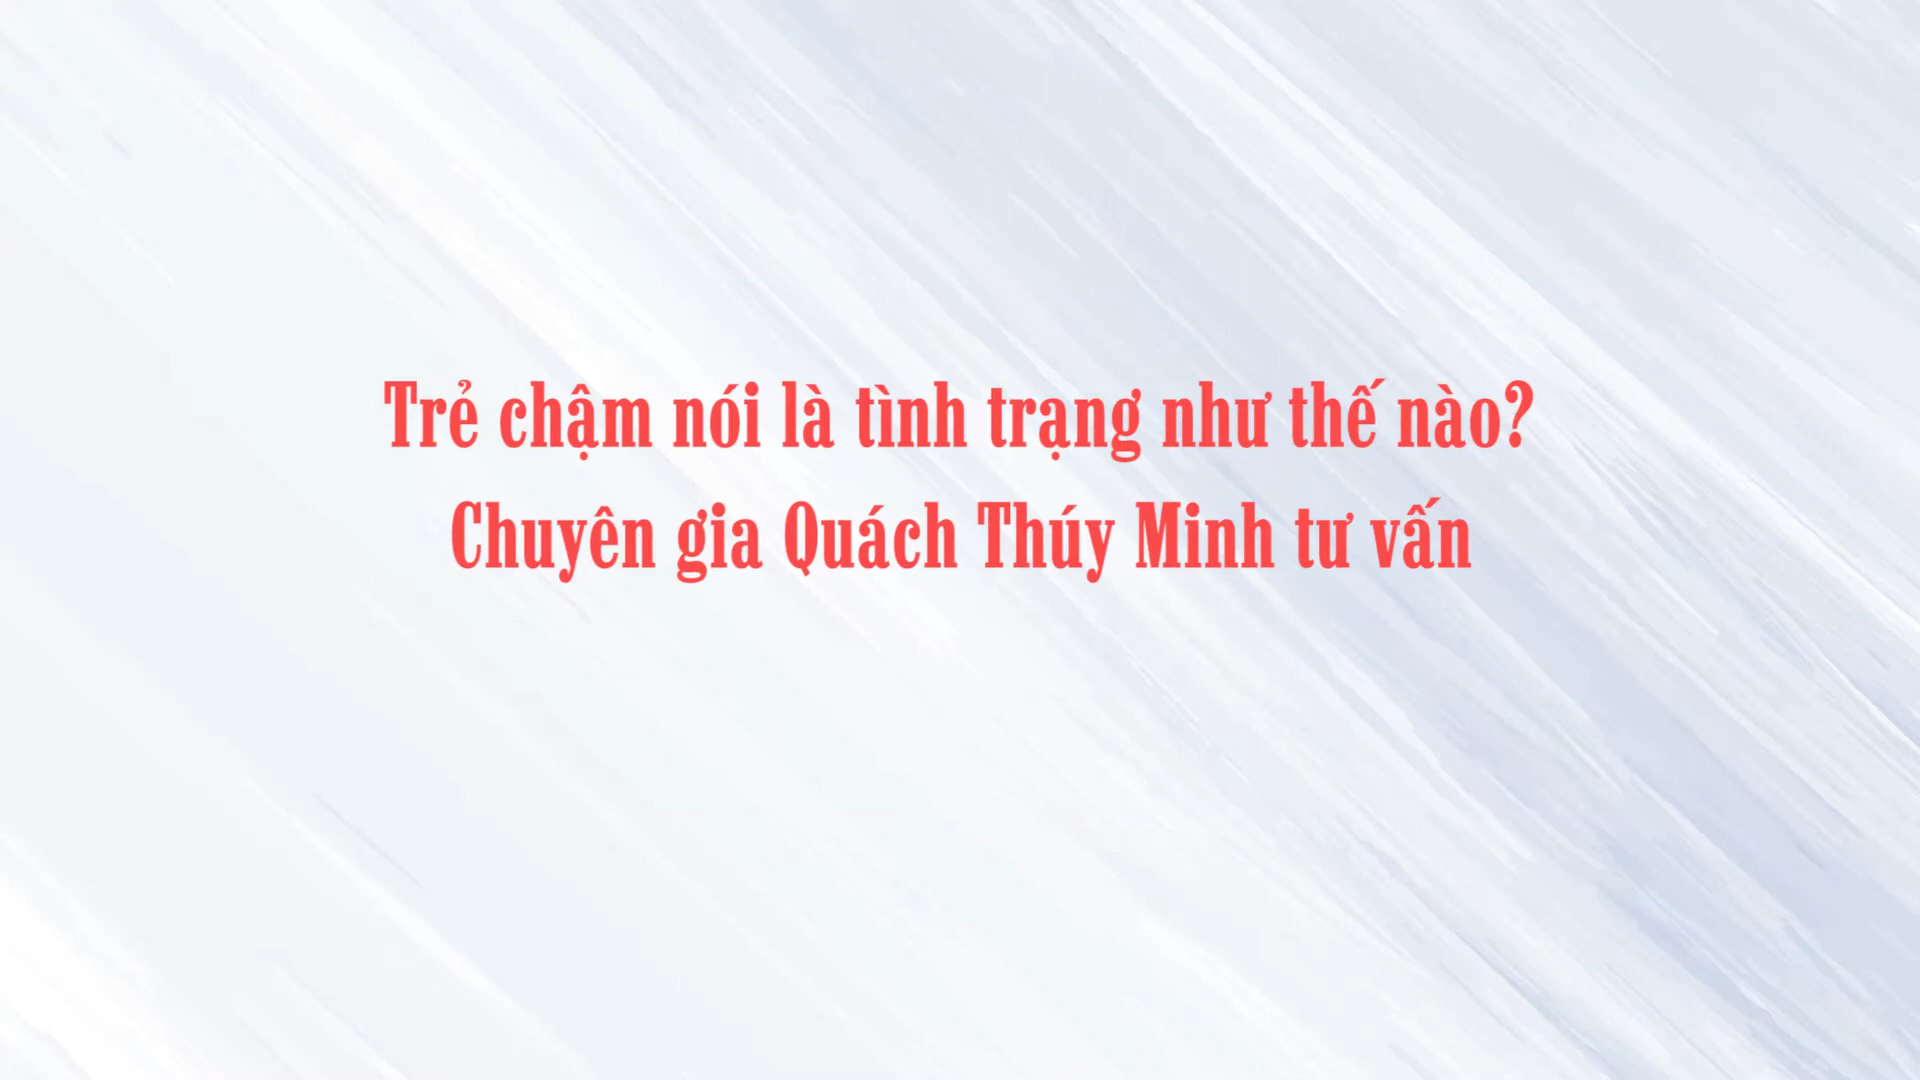 Trẻ chậm nói là tình trạng như thế nào?
Chuyên gia Quách Thúy Minh tư vấn